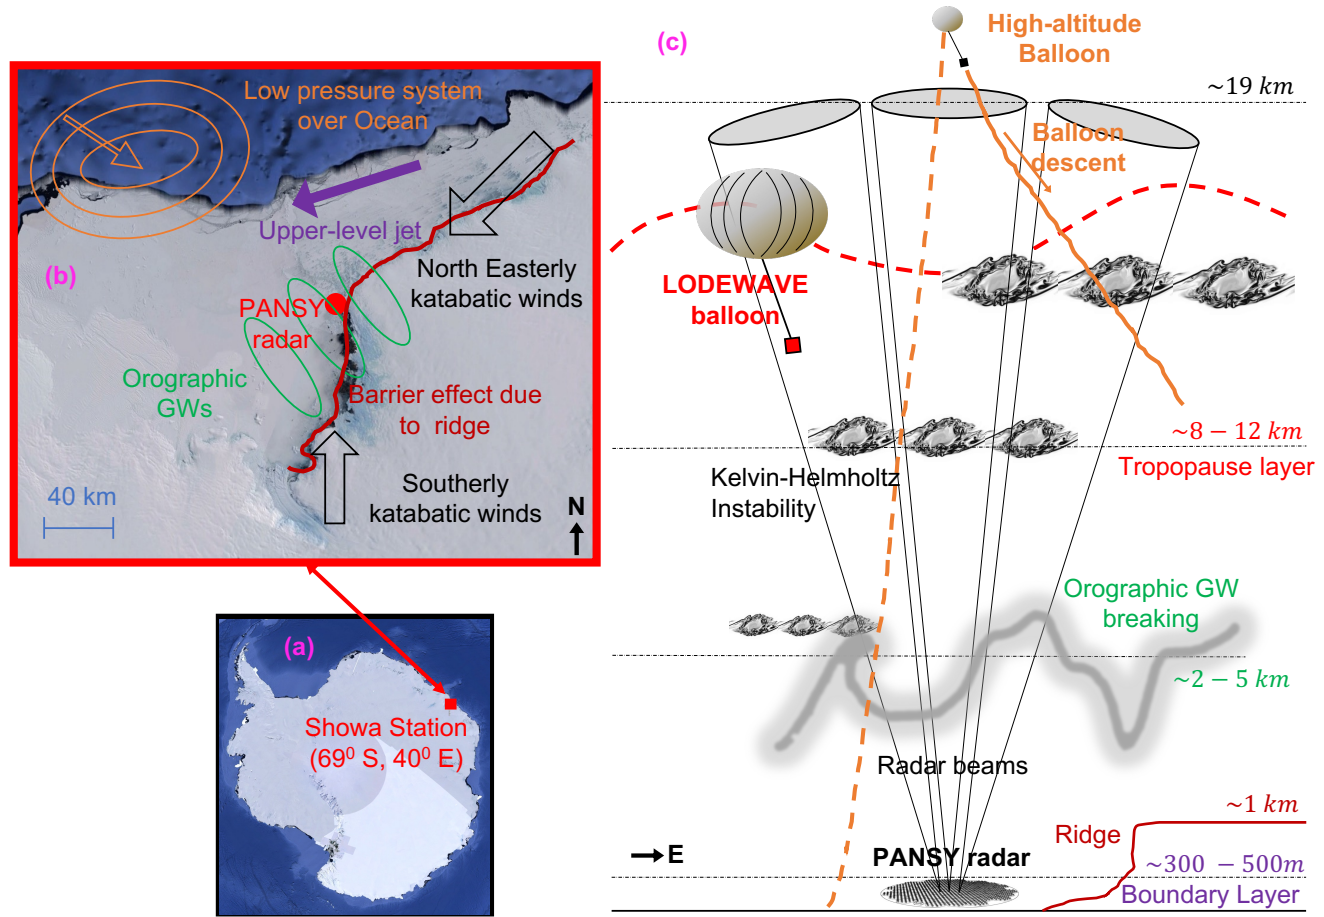 (c)
High-altitude
Balloon
~19 km
Balloon
descent
LODEWAVE
balloon
~8 − 12 km
Tropopause layer
Kelvin-Helmholtz
Instability
Orographic GW
breaking
~2 − 5 km
Radar beams
~1 km
Ridge
E
PANSY radar
~300 − 500m
Boundary Layer
Low pressure system
over Ocean
Upper-level jet
(b)
North Easterly
katabatic winds
PANSY
radar
Orographic
GWs
Barrier effect due
to ridge
Southerly
katabatic winds
40 km
N
(a)
Showa Station
(69⁰ S, 40⁰ E)